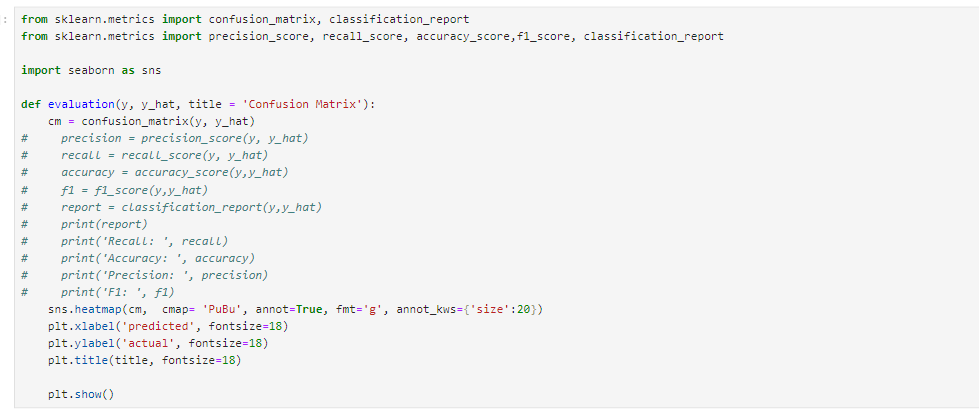 : from sklearn.metrics import confusion_matrix, classification_report
from sklearn.metrics import precision_score, recall_score, accuracy_score,f1_score, classification_report
import seaborn as sns
def evaluation(y, y_hat, title = 'Confusion Matrix'):
    cm = confusion_matrix(y, y_hat)
#     precision = precision_score(y, y_hat)
#     recall = recall_score(y, y_hat)
#     accuracy = accuracy_score(y,y_hat)
#     f1 = f1_score(y,y_hat)
#     report = classification_report(y,y_hat)
#     print(report)
#     print('Recall: ', recall)
#     print('Accuracy: ', accuracy)
#     print('Precision: ', precision)
#     print('F1: ', f1)
    sns.heatmap(cm,  cmap= 'PuBu', annot=True, fmt='g', annot_kws={'size':20})
    plt.xlabel('predicted', fontsize=18)
    plt.ylabel('actual', fontsize=18)
    plt.title(title, fontsize=18)
    plt.show()